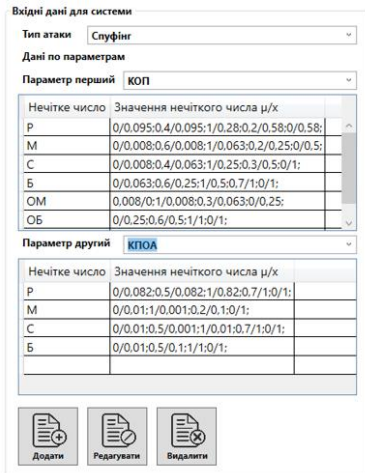 Вхідні дані для системи
Тип атаки Спуфінг
Дані по параметрам
Параметр перший КОП
Нечітке число Значення нечіткого числа μ/x
Р 0/0.095;0.4/0.095;1/0.28;0.2/0.58;0/0.58;
М 0/0.008;0.6/0.008;1/0.063;0.2/0.25;0/0.5;
С 0/0.008;0.4/0.063;1/0.25;0.3/0.5;0/1;
Б 0/0.063;0.6/0.25;1/0.5;0.7/1;0/1;
ОМ 0.008/0;1/0.008;0.3/0.063;0/0.25;
ОБ 0/0.25;0.6/0.5;1/1;0/1;
Параметр другий КПОА
Нечітке число Значення нечіткого числа μ/x
Р 0/0.082;0.5/0.082;1/0.82;0.7/1;0/1;
М 0/0.01;1/0.001;0.2/0.1;0/1;
С 0/0.01;0.5/0.001;1/0.01;0.7/1;0/1;
Б 0/0.01;0.5/0.1;1/1;0/1;
Додати Редагувати Видалити